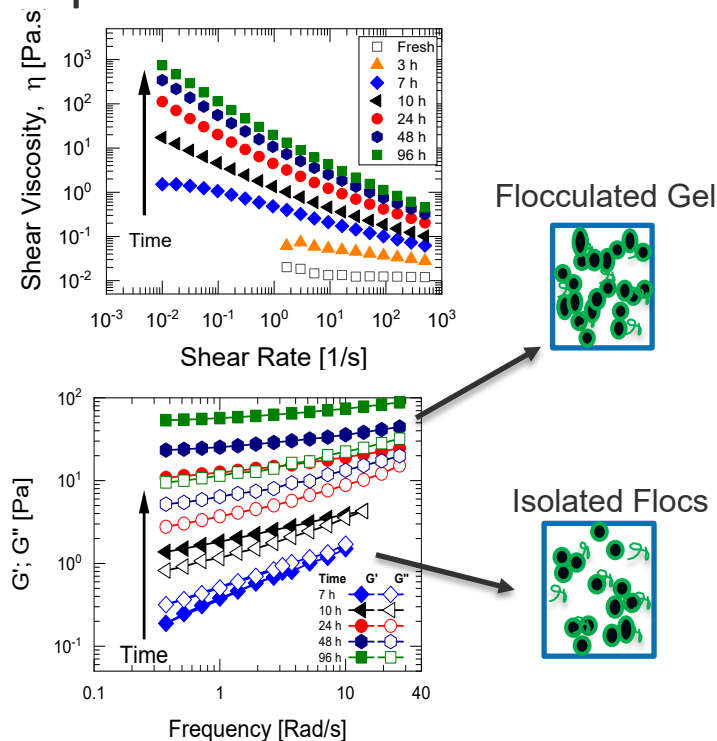 Shear Viscosity, η [Pa.s]
10³
10²
10¹
10⁰
10⁻¹
10⁻²
Fresh
3 h
7 h
10 h
24 h
48 h
96 h
Time
10⁻³ 10⁻² 10⁻¹ 10⁰ 10¹ 10² 10³
Shear Rate [1/s]
Flocculated Gel
G'; G" [Pa]
10²
10¹
10⁰
10⁻¹
Time G' G"
7 h
10 h
24 h
48 h
96 h
Time
0.1 1 10 40
Frequency [Rad/s]
Isolated Flocs